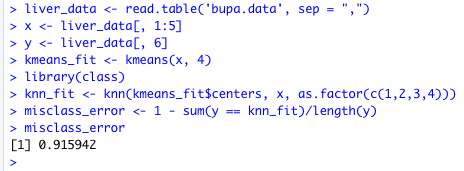 > liver_data <- read.table('bupa.data', sep = ",")
> x <- liver_data[, 1:5]
> y <- liver_data[, 6]
> kmeans_fit <- kmeans(x, 4)
> library(class)
> knn_fit <- knn(kmeans_fit$centers, x, as.factor(c(1,2,3,4)))
> misclass_error <- 1 - sum(y == knn_fit)/length(y)
> misclass_error
[1] 0.915942
>